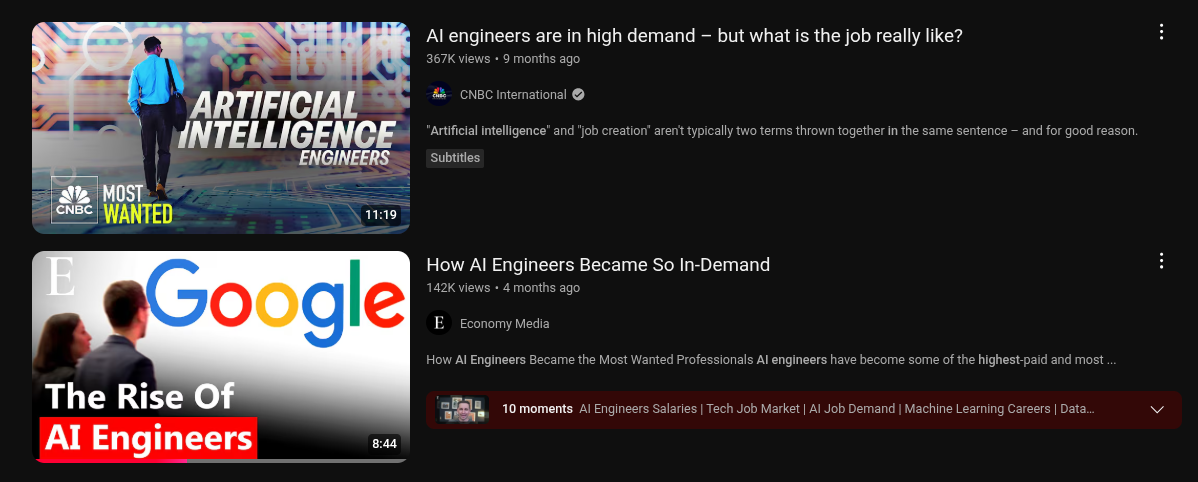 AI engineers are in high demand – but what is the job really like?
367K views • 9 months ago
CNBC International
"Artificial intelligence" and "job creation" aren't typically two terms thrown together in the same sentence – and for good reason.
Subtitles
ARTIFICIAL
INTELLIGENCE
ENGINEERS
CNBC
MOST
WANTED
11:19
How AI Engineers Became So In-Demand
142K views • 4 months ago
E
Economy Media
How AI Engineers Became the Most Wanted Professionals AI engineers have become some of the highest-paid and most ...
10 moments AI Engineers Salaries | Tech Job Market | AI Job Demand | Machine Learning Careers | Data...
E
Google
The Rise Of
AI Engineers
8:44